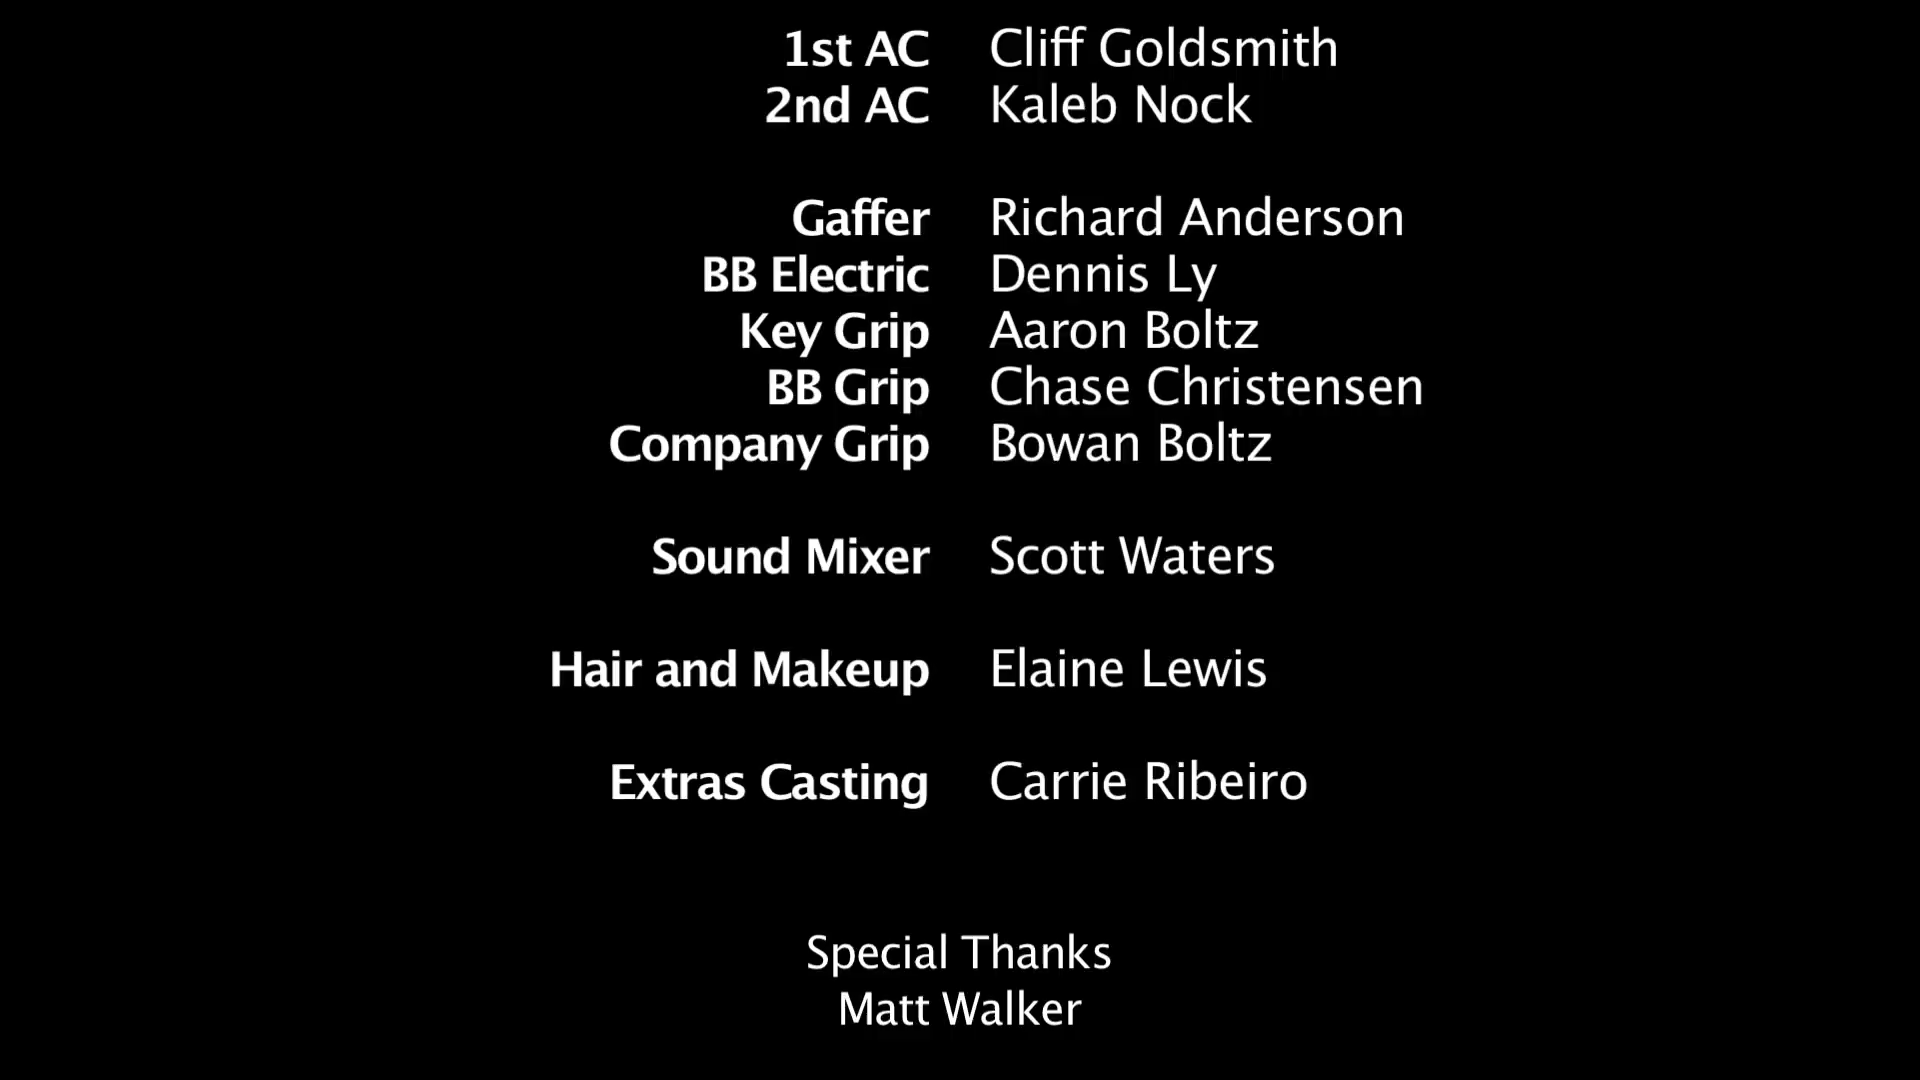 1st AC Cliff Goldsmith
2nd AC Kaleb Nock
Gaffer Richard Anderson
BB Electric Dennis Ly
Key Grip Aaron Boltz
BB Grip Chase Christensen
Company Grip Bowan Boltz
Sound Mixer Scott Waters
Hair and Makeup Elaine Lewis
Extras Casting Carrie Ribeiro
Special Thanks
Matt Walker